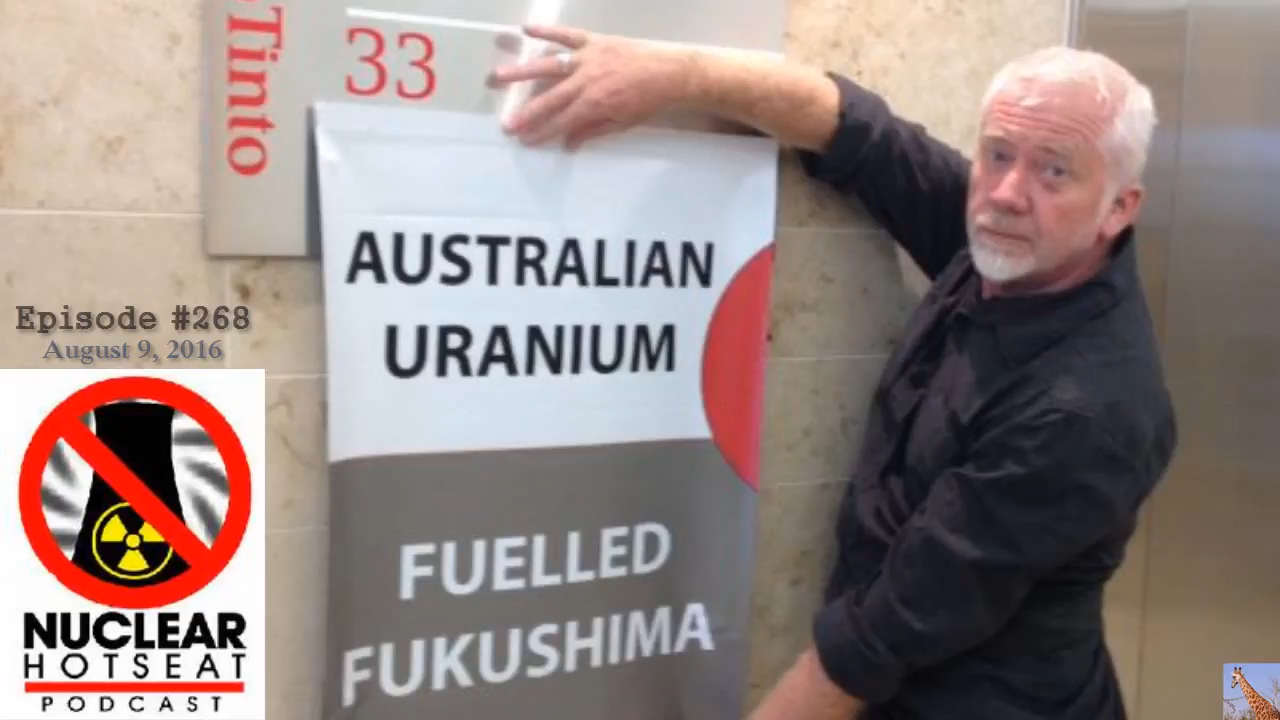 Tinto
33
AUSTRALIAN
URANIUM
FUELLED
FUKUSHIMA
Episode #268
August 9, 2016
NUCLEAR
HOTSEAT
PODCAST